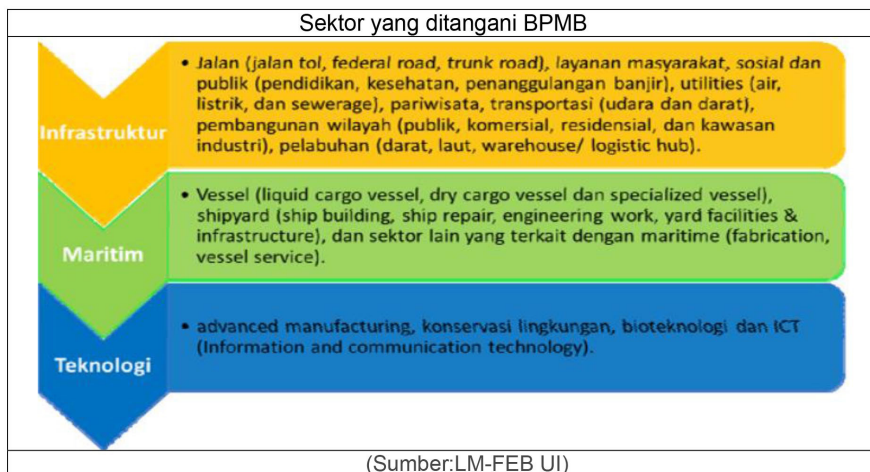 Sektor yang ditangani BPMB
Infrastruktur
• Jalan (jalan tol, federal road, trunk road), layanan masyarakat, sosial dan
publik (pendidikan, kesehatan, penanggulangan banjir), utilities (air,
listrik, dan sewerage), pariwisata, transportasi (udara dan darat),
pembangunan wilayah (publik, komersial, residensial, dan kawasan
industri), pelabuhan (darat, laut, warehouse/ logistic hub).
Maritim
• Vessel (liquid cargo vessel, dry cargo vessel dan specialized vessel),
shipyard (ship building, ship repair, engineering work, yard facilities &
infrastructure), dan sektor lain yang terkait dengan maritime (fabrication,
vessel service).
Teknologi
• advanced manufacturing, konservasi lingkungan, bioteknologi dan ICT
(Information and communication technology).
(Sumber:LM-FEB UI)